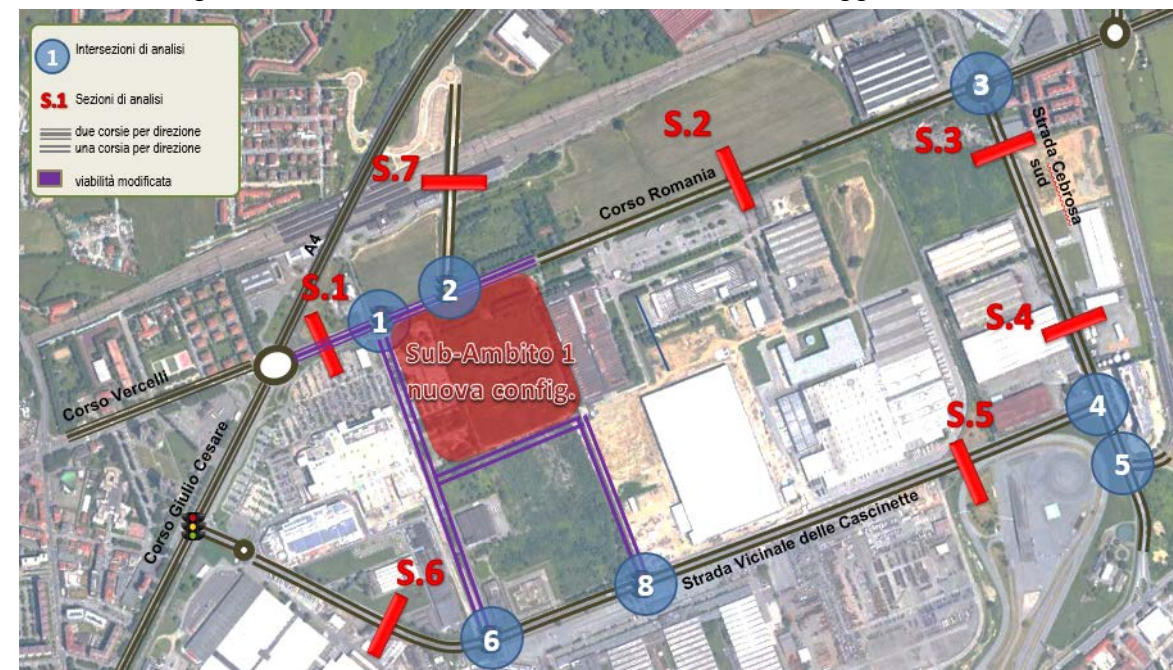 1 Intersezioni di analisi
S.1 Sezioni di analisi
due corsie per direzione
una corsia per direzione
viabilità modificata
A4
S.7
S.2
Corso Romania
3
S.3
Strada Cebrosa
sud
S.1
1
2
Sub-Ambito 1
nuova config.
S.4
Corso Vercelli
Corso Giulio Cesare
S.5
4
5
S.6
6
8
Strada Vicinale delle Cascinette